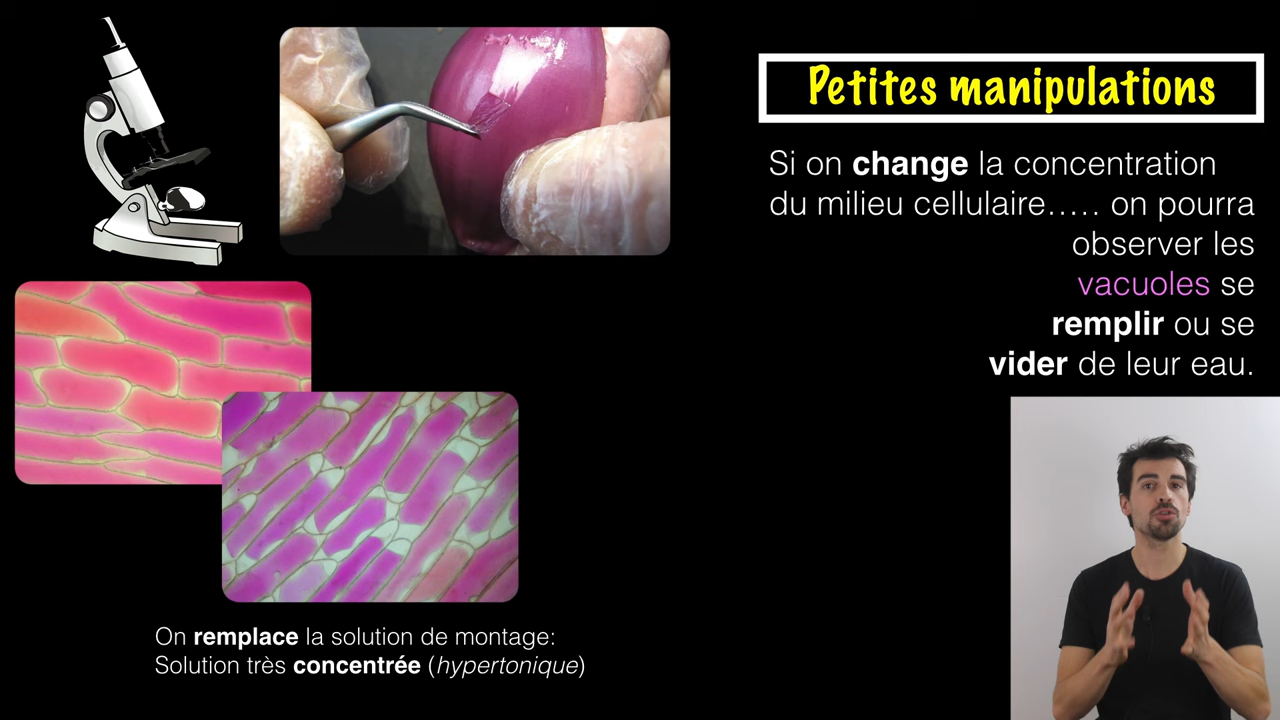 Petites manipulations
Si on change la concentration
du milieu cellulaire..... on pourra
observer les
vacuoles se
remplir ou se
vider de leur eau.
On remplace la solution de montage:
Solution très concentrée (hypertonique)